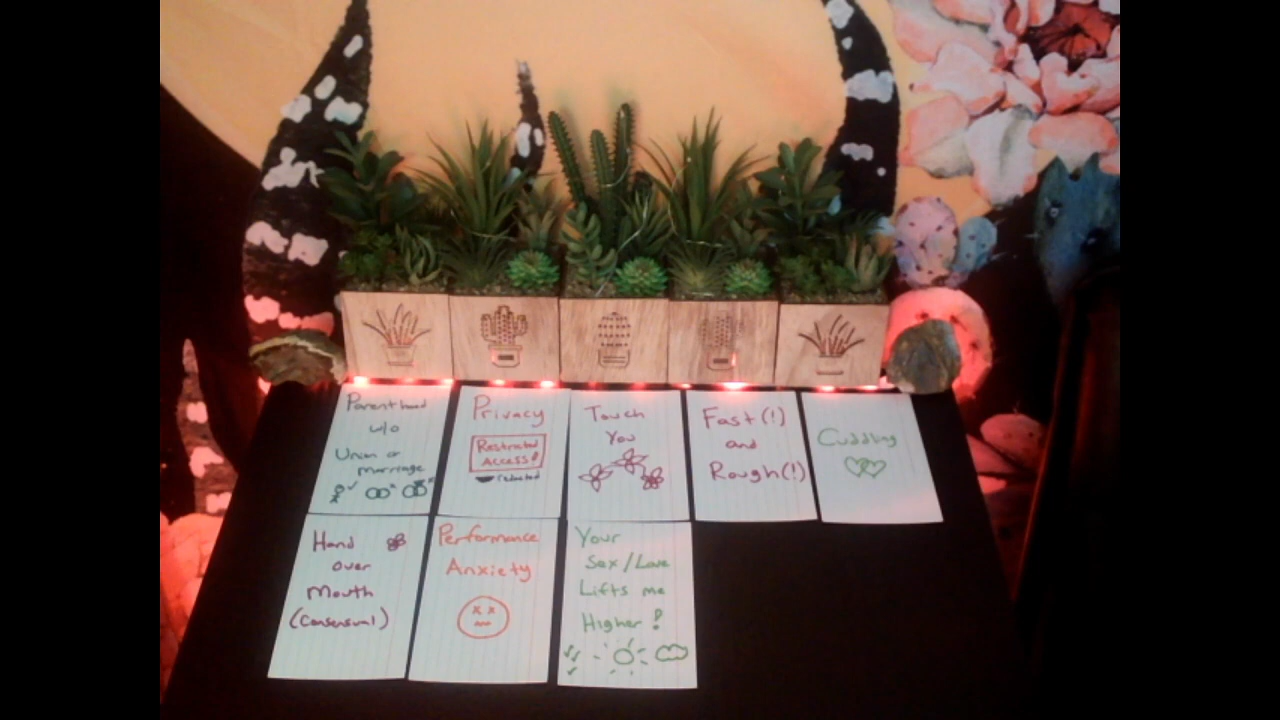 Parenthood
w/o
Union or
marriage
Privacy
Restricted
Access!
redacted
Touch
You
Fast(!)
and
Rough(!)
Cuddling
Hand
over
Mouth
(Consensual)
Performance
Anxiety
Your
Sex/Love
Lifts me
Higher!